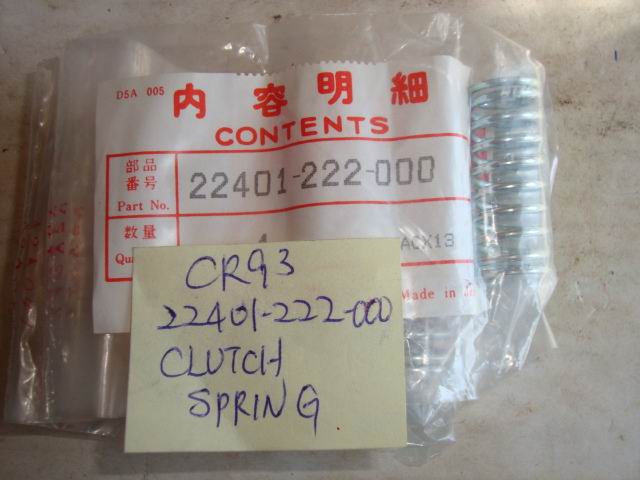 D5A 005
内容明細
CONTENTS
部品
番号
Part No.
22401-222-000
数量
ACX13
Made in
CR93
22401-222-000
CLUTCH
SPRING